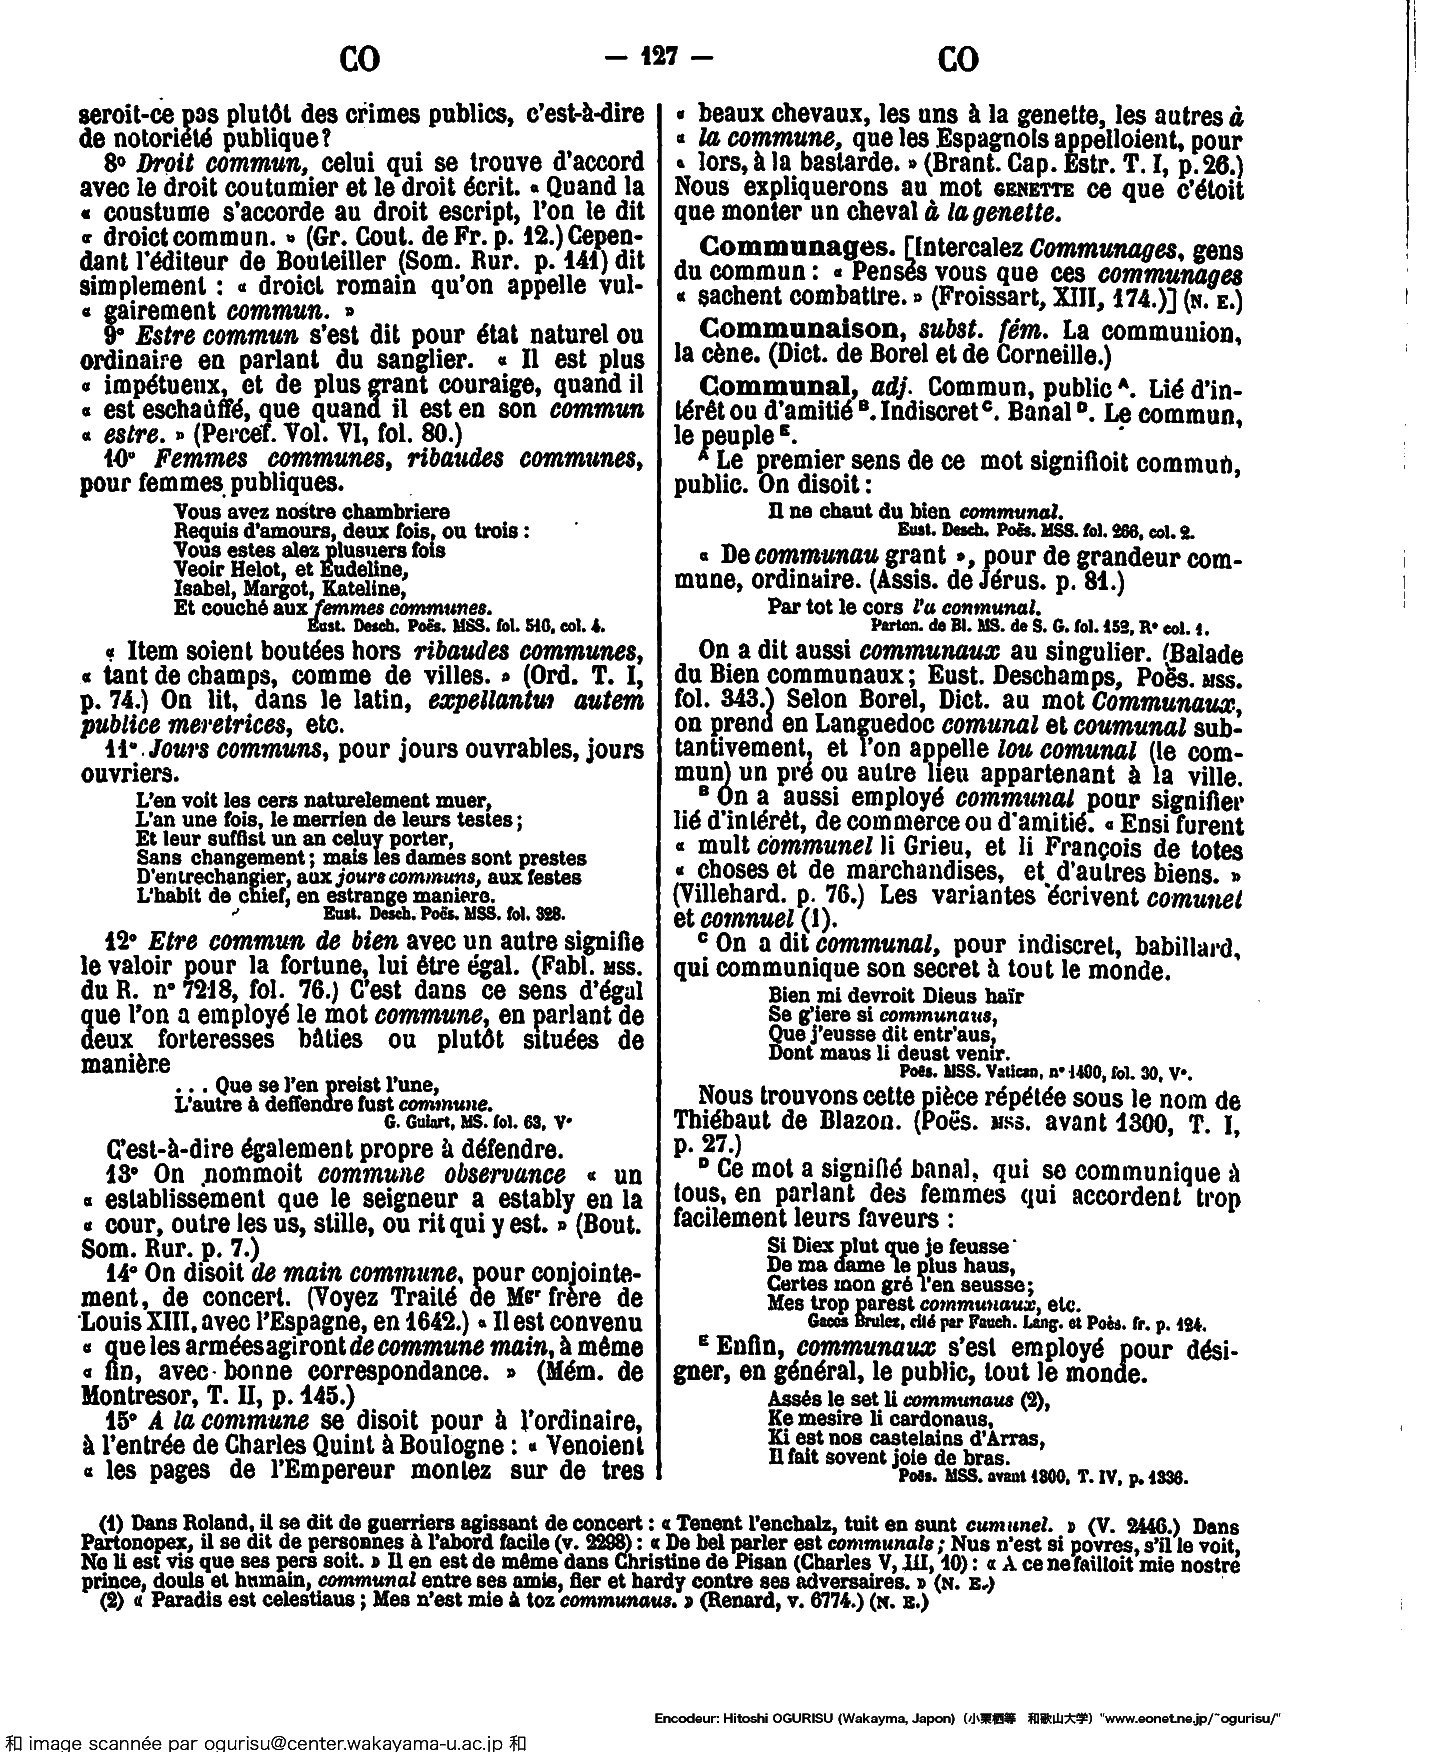 CO — 127 — CO
seroit-ce pas plutôt des crimes publics, c'est-à-dire
de notoriété publique?
8º Droit commun, celui qui se trouve d'accord
avec le droit coutumier et le droit écrit. « Quand la
« coustume s'accorde au droit escript, l'on le dit
« droict commun. » (Gr. Cout. de Fr. p. 12.) Cepen-
dant l'éditeur de Bouteiller (Som. Rur. p. 141) dit
simplement : « droict romain qu'on appelle vul-
« gairement commun. »
9º Estre commun s'est dit pour état naturel ou
ordinaire en parlant du sanglier. « Il est plus
« impétueux, et de plus grant couraige, quand il
« est eschauffé, que quand il est en son commun
« estre. » (Percef. Vol. VI, fol. 80.)
10º Femmes communes, ribaudes communes,
pour femmes publiques.
Vous avez nostre chambriere
Requis d'amours, deux fois, ou trois :
Vous estes alez plusuers fois
Veoir Helot, et Eudeline,
Isabel, Margot, Kateline,
Et couché aux femmes communes.
Eust. Desch. Poës. MSS. fol. 510, col. 4.
« Item soient boutées hors ribaudes communes,
« tant de champs, comme de villes. » (Ord. T. I,
p. 74.) On lit, dans le latin, expellantur autem
publice meretrices, etc.
11º. Jours communs, pour jours ouvrables, jours
ouvriers.
L'en voit les cers naturelement muer,
L'an une fois, le merrien de leurs testes ;
Et leur suffist un an celuy porter,
Sans changement ; mais les dames sont prestes
D'entrechangier, aux jours communs, aux festes
L'habit de chief, en estrange maniere.
Eust. Desch. Poës. MSS. fol. 328.
12º Etre commun de bien avec un autre signifie
le valoir pour la fortune, lui être égal. (Fabl. MSS.
du R. nº 7218, fol. 76.) C'est dans ce sens d'égal
que l'on a employé le mot commune, en parlant de
deux forteresses bâties ou plutôt situées de
manière
. . . Que se l'en preist l'une,
L'autre à deffendre fust commune.
G. Guiart, MS. fol. 63, Vº
C'est-à-dire également propre à défendre.
13º On nommoit commune observance « un
« establissement que le seigneur a estably en la
« cour, outre les us, stille, ou rit qui y est. » (Bout.
Som. Rur. p. 7.)
14º On disoit de main commune, pour conjointe-
ment, de concert. (Voyez Traité de Mgr frère de
Louis XIII, avec l'Espagne, en 1642.) « Il est convenu
« que les armées agiront de commune main, à même
« fin, avec bonne correspondance. » (Mém. de
Montresor, T. II, p. 145.)
15º A la commune se disoit pour à l'ordinaire,
à l'entrée de Charles Quint à Boulogne : « Venoient
« les pages de l'Empereur montez sur de tres
« beaux chevaux, les uns à la genette, les autres à
« la commune, que les Espagnols appelloient, pour
« lors, à la bastarde. » (Brant. Cap. Estr. T. I, p. 26.)
Nous expliquerons au mot GENETTE ce que c'étoit
que monter un cheval à la genette.
Communages. [Intercalez Communages, gens
du commun : « Pensés vous que ces communages
« sachent combattre. » (Froissart, XIII, 174.)] (N. E.)
Communaison, subst. fém. La communion,
la cène. (Dict. de Borel et de Corneille.)
Communal, adj. Commun, public A. Lié d'in-
térêt ou d'amitié B. Indiscret C. Banal D. Le commun,
le peuple E.
A Le premier sens de ce mot signifioit commun,
public. On disoit :
Il ne chaut du bien communal.
Eust. Desch. Poës. MSS. fol. 266, col. 2.
« De communau grant », pour de grandeur com-
mune, ordinaire. (Assis. de Jérus. p. 81.)
Par tot le cors l'a conmunal.
Parton. de Bl. MS. de S. G. fol. 152, Rº col. 1.
On a dit aussi communaux au singulier. (Balade
du Bien communaux ; Eust. Deschamps, Poës. MSS.
fol. 343.) Selon Borel, Dict. au mot Communaux,
on prend en Languedoc comunal et coumunal sub-
tantivement, et l'on appelle lou comunal (le com-
mun) un pré ou autre lieu appartenant à la ville.
B On a aussi employé communal pour signifier
lié d'intérêt, de commerce ou d'amitié. « Ensi furent
« mult communel li Grieu, et li François de totes
« choses et de marchandises, et d'autres biens. »
(Villehard. p. 76.) Les variantes écrivent comunel
et comnuel (1).
C On a dit communal, pour indiscret, babillard,
qui communique son secret à tout le monde.
Bien mi devroit Dieus haïr
Se g'iere si communaus,
Que j'eusse dit entr'aus,
Dont maus li deust venir.
Poës. MSS. Vatican, nº 1490, fol. 30, Vº.
Nous trouvons cette pièce répétée sous le nom de
Thiébaut de Blazon. (Poës. MSS. avant 1300, T. I,
p. 27.)
D Ce mot a signifié banal, qui se communique à
tous, en parlant des femmes qui accordent trop
facilement leurs faveurs :
Si Diex plut que je feusse
De ma dame le plus haus,
Certes mon gré l'en seusse;
Mes trop parest communaux, etc.
Gaces Brulez, cité par Fauch. Lang. et Poës. fr. p. 124.
E Enfin, communaux s'est employé pour dési-
gner, en général, le public, tout le monde.
Assés le set li communaus (2),
Ke mesire li cardonaus,
Ki est nos castelains d'Arras,
Il fait sovent joie de bras.
Poës. MSS. avant 1300, T. IV, p. 1336.
(1) Dans Roland, il se dit de guerriers agissant de concert : « Tenent l'enchalz, tuit en sunt cumunel. » (V. 2446.) Dans
Partonopex, il se dit de personnes à l'abord facile (v. 2298) : « De bel parler est communals ; Nus n'est si povres, s'il le voit,
No li est vis que ses pers soit. » Il en est de même dans Christine de Pisan (Charles V, III, 10) : « A ce ne failloit mie nostre
prince, douls et humain, communal entre ses amis, fier et hardy contre ses adversaires. » (N. E.)
(2) « Paradis est celestiaus ; Mes n'est mie à toz communaus. » (Renard, v. 6774.) (N. E.)
Encodeur: Hitoshi OGURISU (Wakayma, Japon) (小栗栖等 和歌山大学) "www.eonet.ne.jp/~ogurisu/"
和 image scannée par ogurisu@center.wakayama-u.ac.jp 和